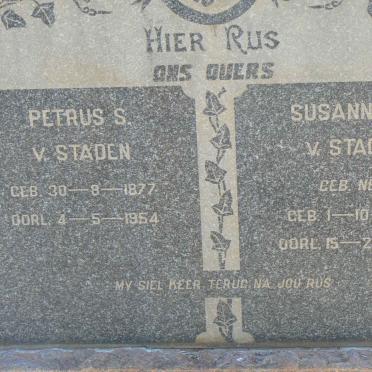 HIER RUS
ONS OUERS
PETRUS S.
V. STADEN
GEB. 30-8-1877
OORL. 4-5-1954
SUSANN
V. STAD
GEB. NE
GEB. 1-10
OORL. 15-2
MY SIEL KEER TERUG NA JOU RUS